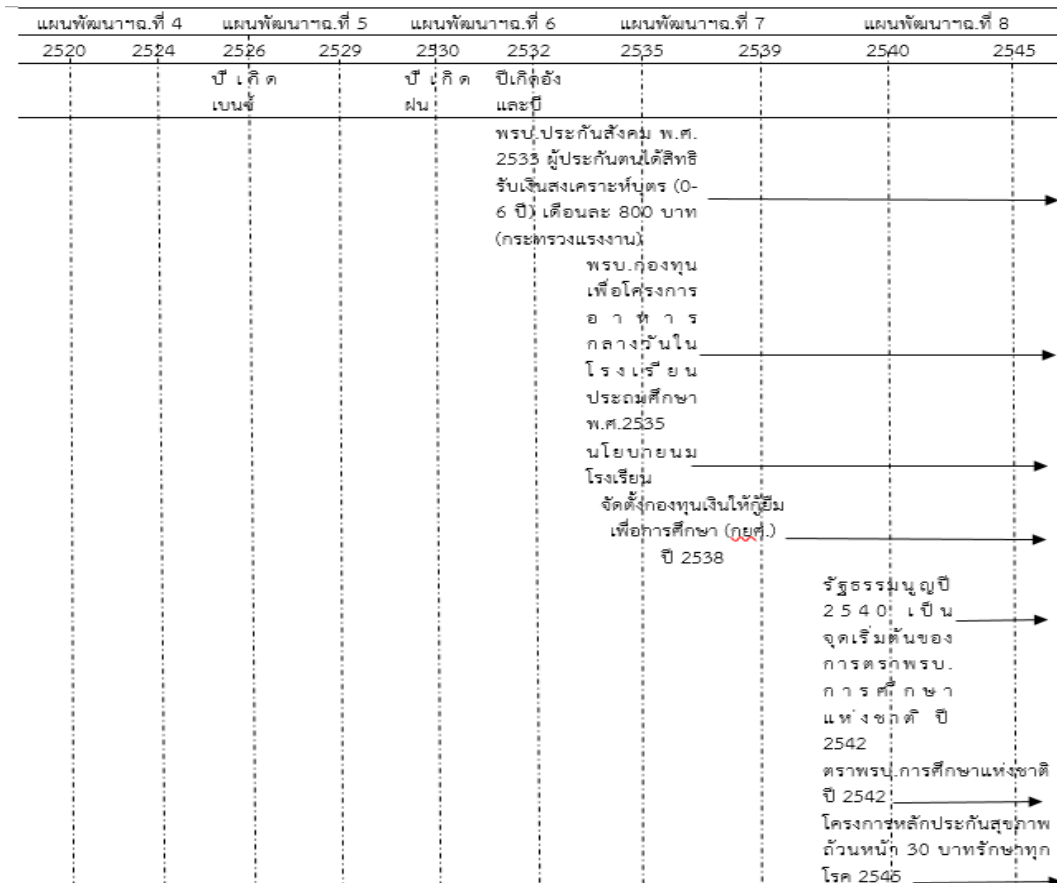 แผนพัฒนาฯฉ.ที่ 4 แผนพัฒนาฯฉ.ที่ 5 แผนพัฒนาฯฉ.ที่ 6 แผนพัฒนาฯฉ.ที่ 7 แผนพัฒนาฯฉ.ที่ 8
2520 2524 2526 2529 2530 2532 2535 2539 2540 2545
ปีเกิด ปีเกิด ปีเกิดอัง
เบนซ์ ฝน และบี
พรบ.ประกันสังคม พ.ศ.
2533 ผู้ประกันตนได้สิทธิ
รับเงินสงเคราะห์บุตร (0-
6 ปี) เดือนละ 800 บาท
(กระทรวงแรงงาน)
พรบ.กองทุน
เพื่อโครงการ
อาหาร
กลางวันใน
โรงเรียน
ประถมศึกษา
พ.ศ.2535
นโยบายนม
โรงเรียน
จัดตั้งกองทุนเงินให้กู้ยืม
เพื่อการศึกษา (กยศ.)
ปี 2538
รัฐธรรมนูญปี
2540 เป็น
จุดเริ่มต้นของ
การตราพรบ.
การศึกษา
แห่งชาติ ปี
2542
ตราพรบ.การศึกษาแห่งชาติ
ปี 2542
โครงการหลักประกันสุขภาพ
ถ้วนหน้า 30 บาทรักษาทุก
โรค 2545